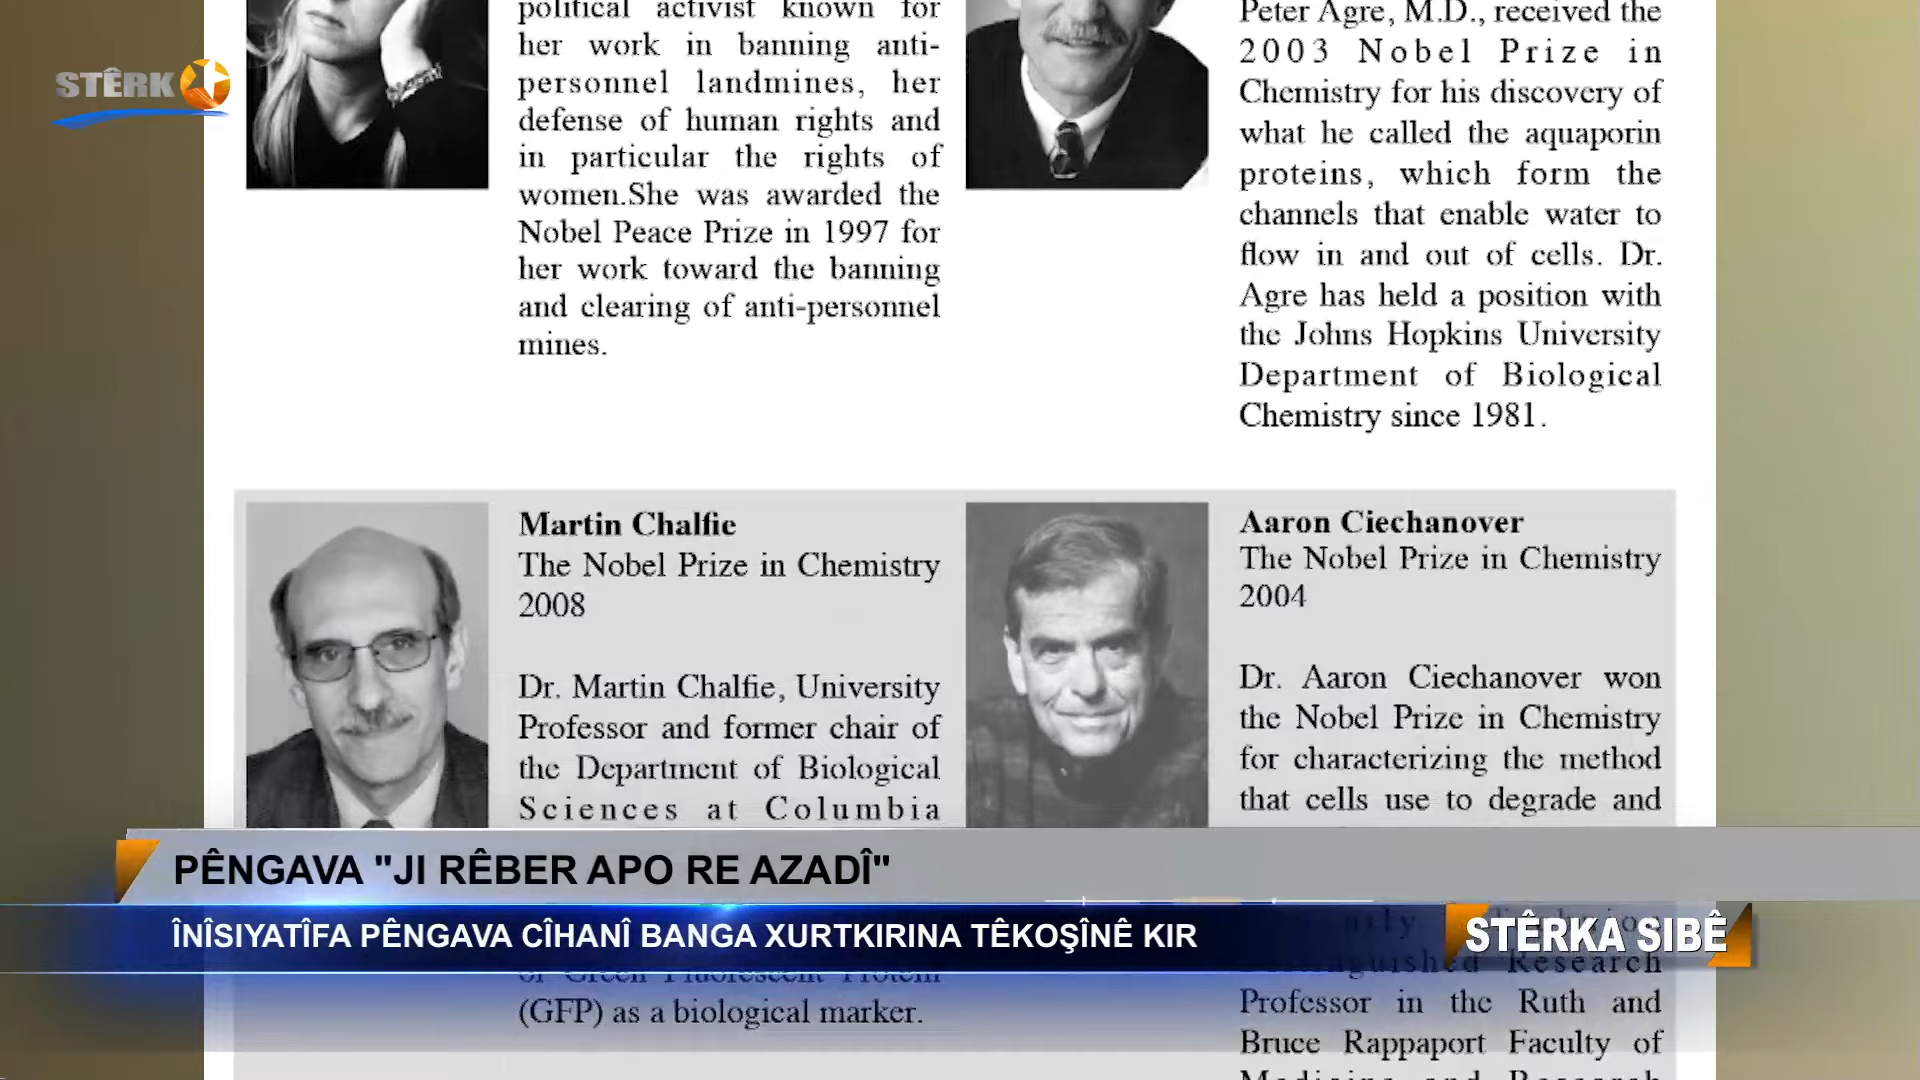 STÊRK
political activist known for
her work in banning anti-
personnel landmines, her
defense of human rights and
in particular the rights of
women.She was awarded the
Nobel Peace Prize in 1997 for
her work toward the banning
and clearing of anti-personnel
mines.
Peter Agre, M.D., received the
2003 Nobel Prize in
Chemistry for his discovery of
what he called the aquaporin
proteins, which form the
channels that enable water to
flow in and out of cells. Dr.
Agre has held a position with
the Johns Hopkins University
Department of Biological
Chemistry since 1981.
Martin Chalfie
The Nobel Prize in Chemistry
2008
Dr. Martin Chalfie, University
Professor and former chair of
the Department of Biological
Sciences at Columbia
of Green Fluorescent Protein
(GFP) as a biological marker.
Aaron Ciechanover
The Nobel Prize in Chemistry
2004
Dr. Aaron Ciechanover won
the Nobel Prize in Chemistry
for characterizing the method
that cells use to degrade and
Distinguished Research
Professor in the Ruth and
Bruce Rappaport Faculty of
Medicine and Research
PÊNGAVA "JI RÊBER APO RE AZADÎ"
ÎNÎSIYATÎFA PÊNGAVA CÎHANÎ BANGA XURTKIRINA TÊKOŞÎNÊ KIR
STÊRKA SIBÊ